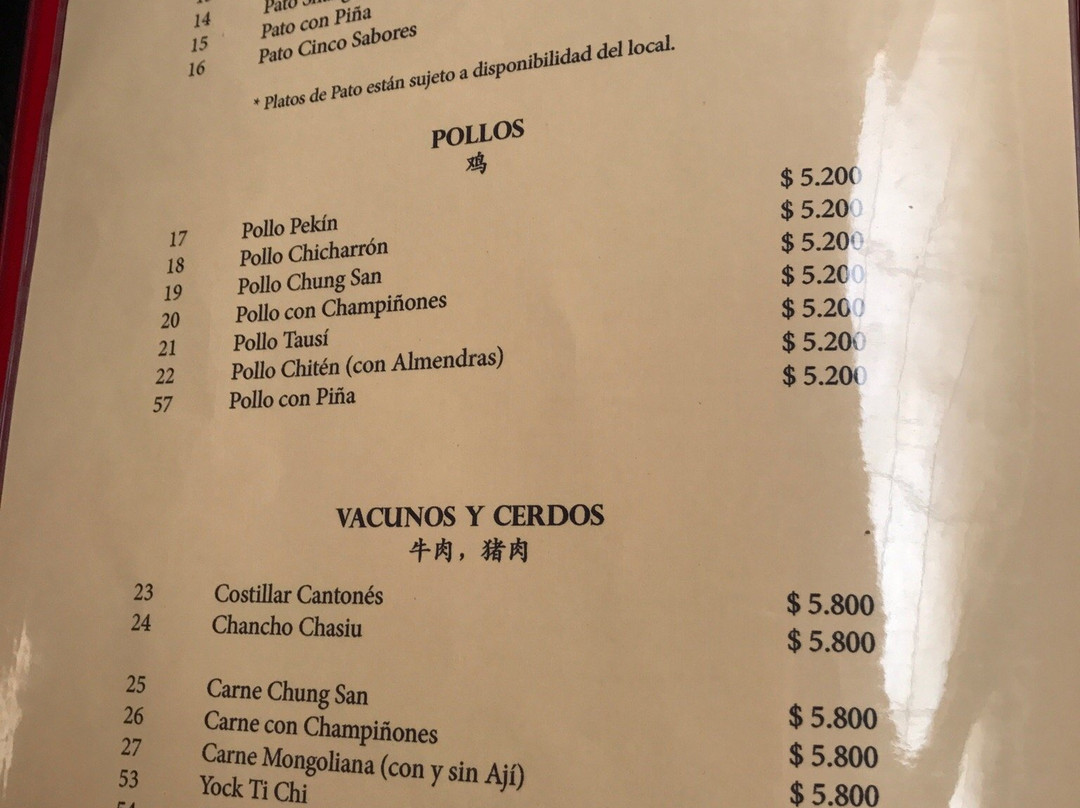 14 Pato
15 Pato con Piña
16 Pato Cinco Sabores
* Platos de Pato están sujeto a disponibilidad del local.
POLLOS
鸡
17 Pollo Pekín $ 5.200
18 Pollo Chicharrón $ 5.200
19 Pollo Chung San $ 5.200
20 Pollo con Champiñones $ 5.200
21 Pollo Tausí $ 5.200
22 Pollo Chitén (con Almendras) $ 5.200
57 Pollo con Piña $ 5.200
VACUNOS Y CERDOS
牛肉，猪肉
23 Costillar Cantonés $ 5.800
24 Chancho Chasiu $ 5.800
25 Carne Chung San $ 5.800
26 Carne con Champiñones $ 5.800
27 Carne Mongoliana (con y sin Ají) $ 5.800
53 Yock Ti Chi